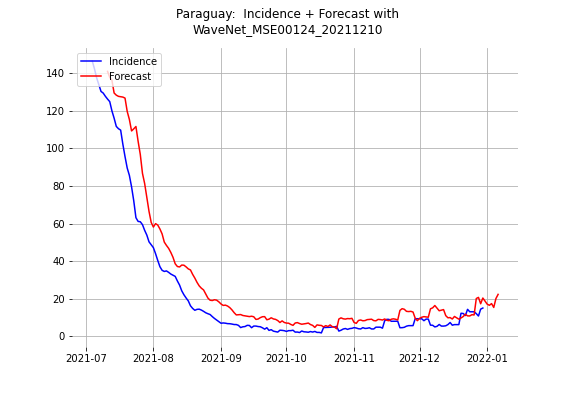 Paraguay:  Incidence + Forecast with
WaveNet_MSE00124_20211210
Incidence
Forecast
140
120
100
80
60
40
20
0
2021-07 2021-08 2021-09 2021-10 2021-11 2021-12 2022-01